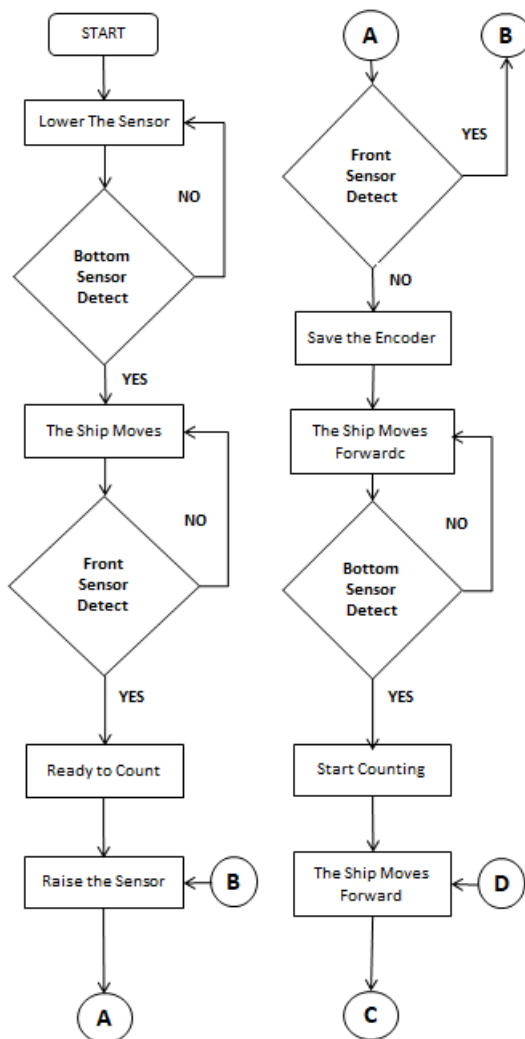 START
Lower The Sensor
NO
Bottom
Sensor
Detect
YES
The Ship Moves
NO
Front
Sensor
Detect
YES
Ready to Count
Raise the Sensor
B
A
A
B
YES
Front
Sensor
Detect
NO
Save the Encoder
The Ship Moves
Forwardc
NO
Bottom
Sensor
Detect
YES
Start Counting
The Ship Moves
Forward
D
C